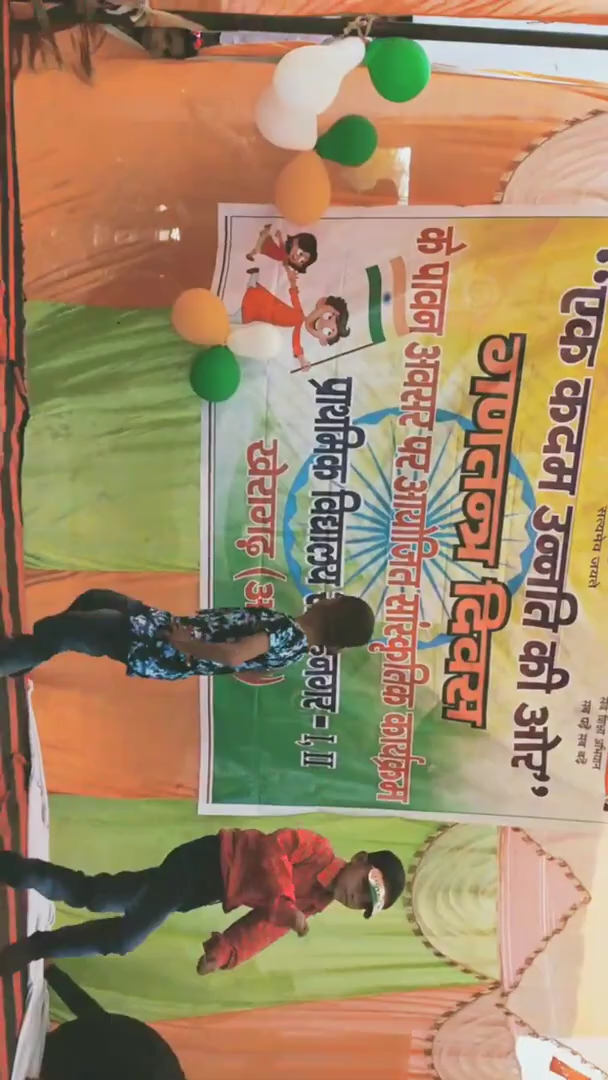 सत्यमेव जयते
सब पढ़ें सब बढ़ें
"एक कदम उन्नति की ओर'
गणतन्त्र दिवस
के पावन अवसर पर आयोजित सांस्कृतिक कार्यक्रम
प्राथमिक विद्यालय नगर-I, II
खेरागढ़